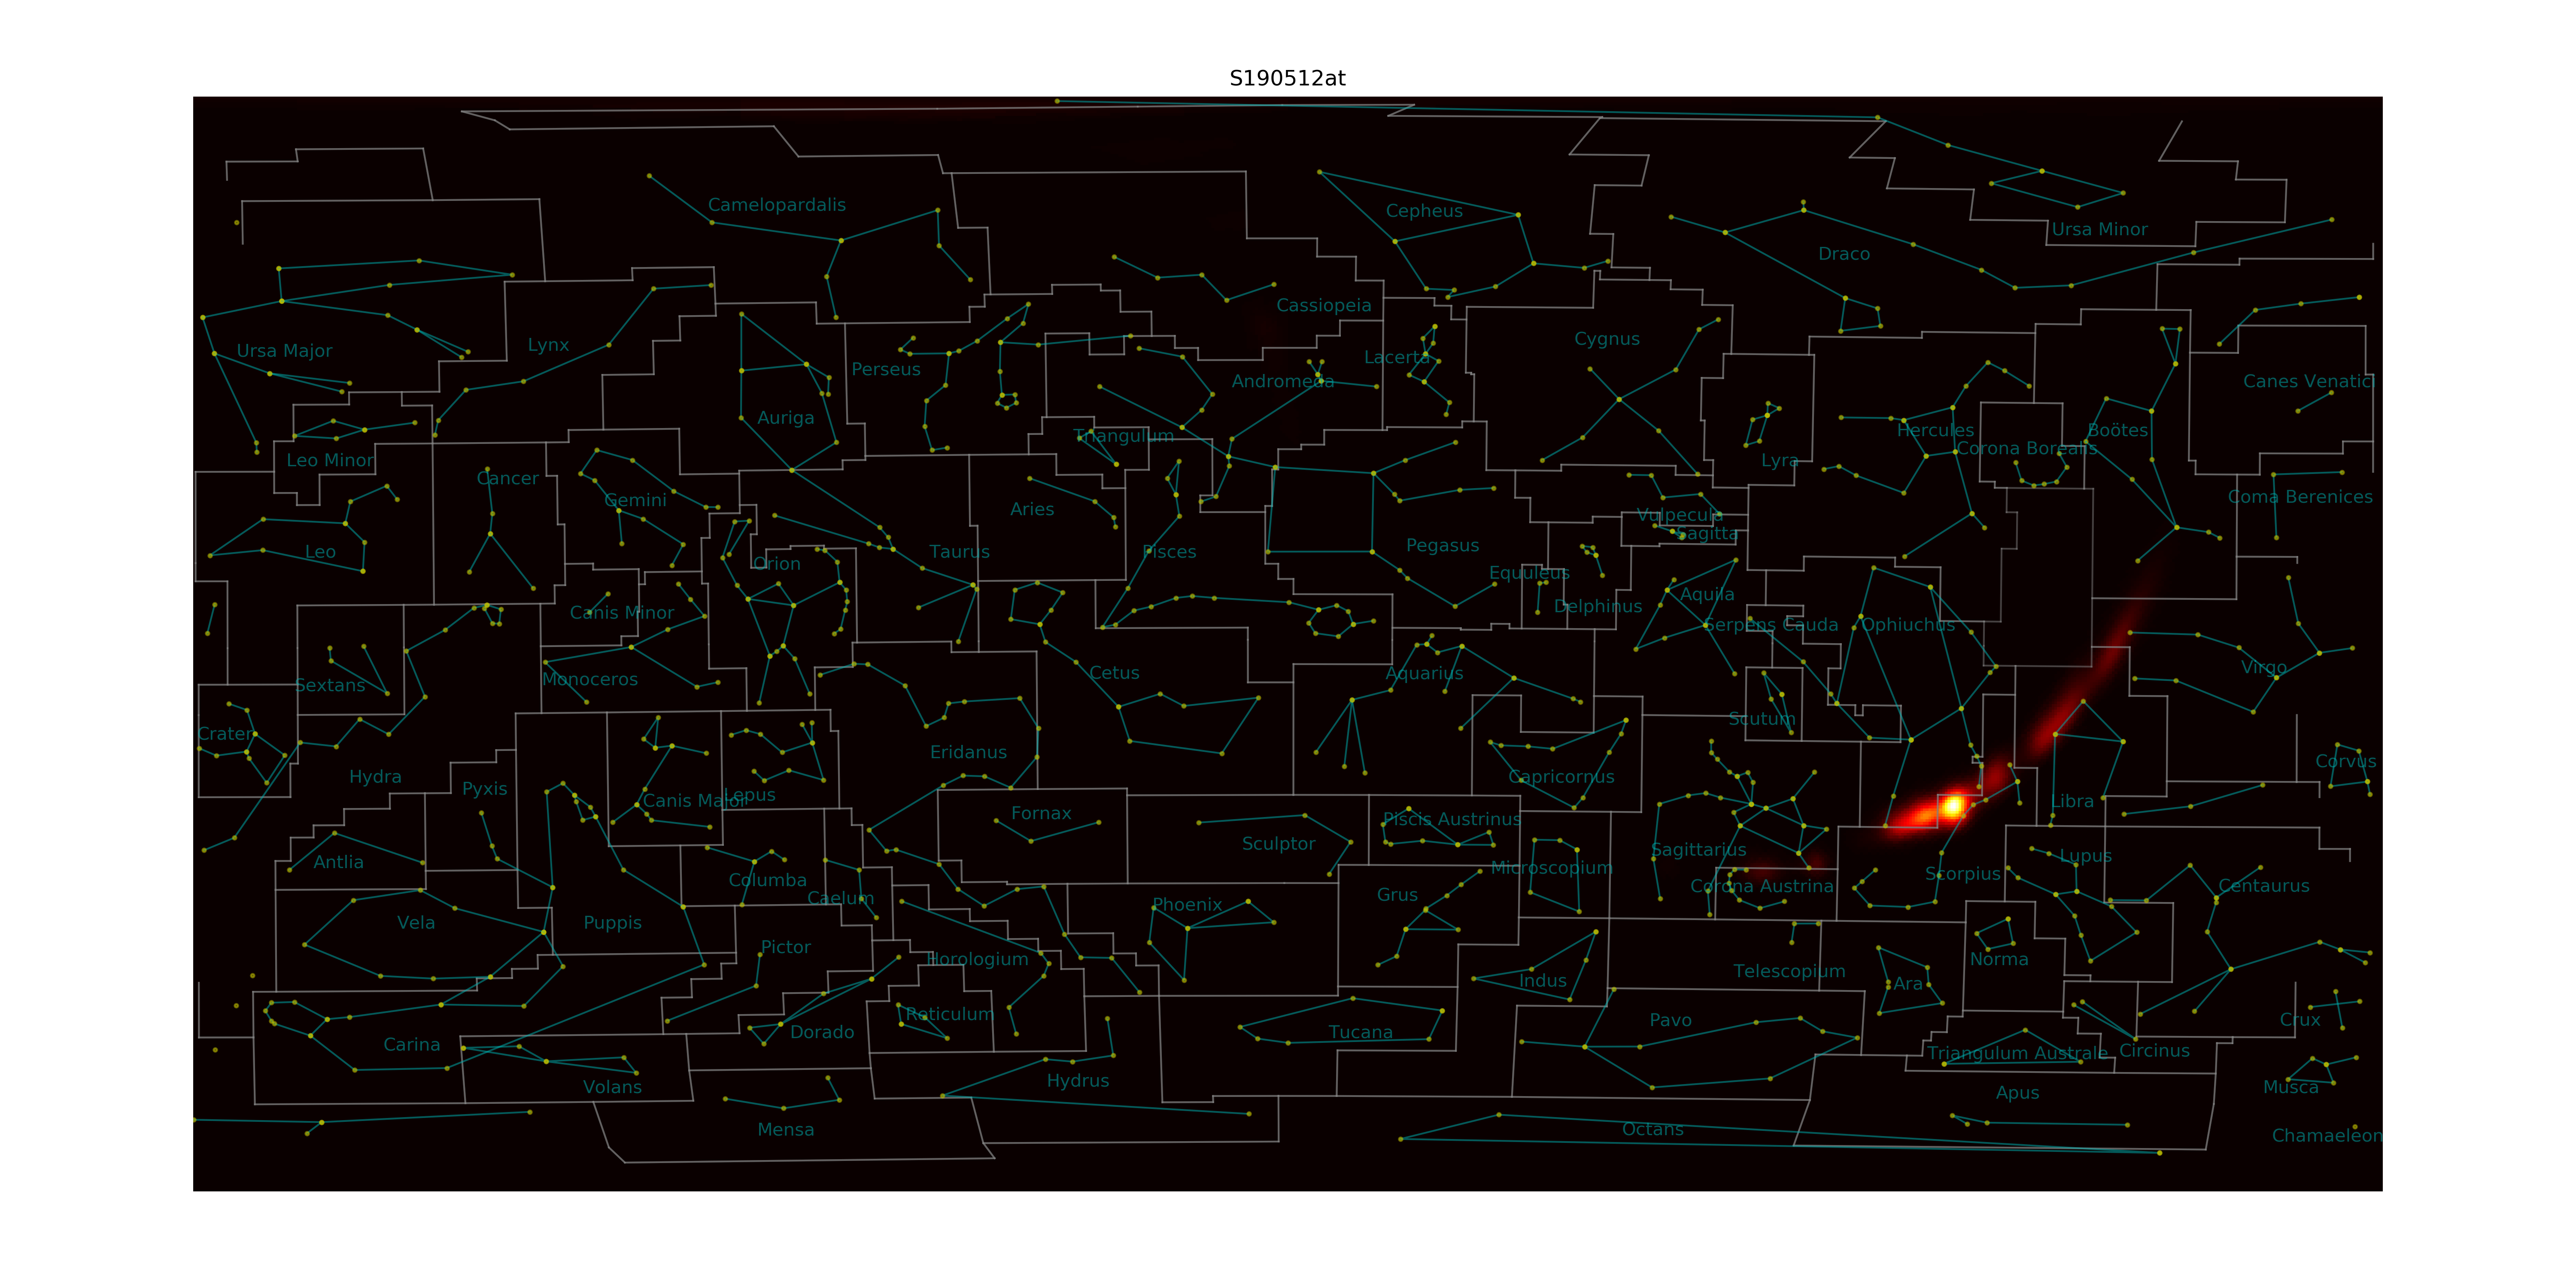 S190512at
Camelopardalis
Cepheus
Ursa Minor
Draco
Cassiopeia
Cygnus
Lynx
Ursa Major
Lacerta
Perseus
Andromeda
Canes Venatici
Auriga
Hercules
Boötes
Triangulum
Corona Borealis
Leo Minor
Lyra
Cancer
Gemini
Coma Berenices
Aries
Vulpecula
Sagitta
Pegasus
Leo
Taurus
Pisces
Orion
Equuleus
Aquila
Delphinus
Canis Minor
Serpens Cauda
Ophiuchus
Virgo
Cetus
Aquarius
Monoceros
Sextans
Scutum
Crater
Eridanus
Corvus
Hydra
Capricornus
Pyxis
Lepus
Canis Major
Libra
Fornax
Piscis Austrinus
Sculptor
Sagittarius
Lupus
Antlia
Microscopium
Scorpius
Columba
Corona Austrina
Centaurus
Grus
Caelum
Phoenix
Vela
Puppis
Pictor
Horologium
Norma
Telescopium
Indus
Ara
Reticulum
Pavo
Crux
Dorado
Tucana
Carina
Circinus
Triangulum Australe
Hydrus
Volans
Musca
Apus
Mensa
Octans
Chamaeleon